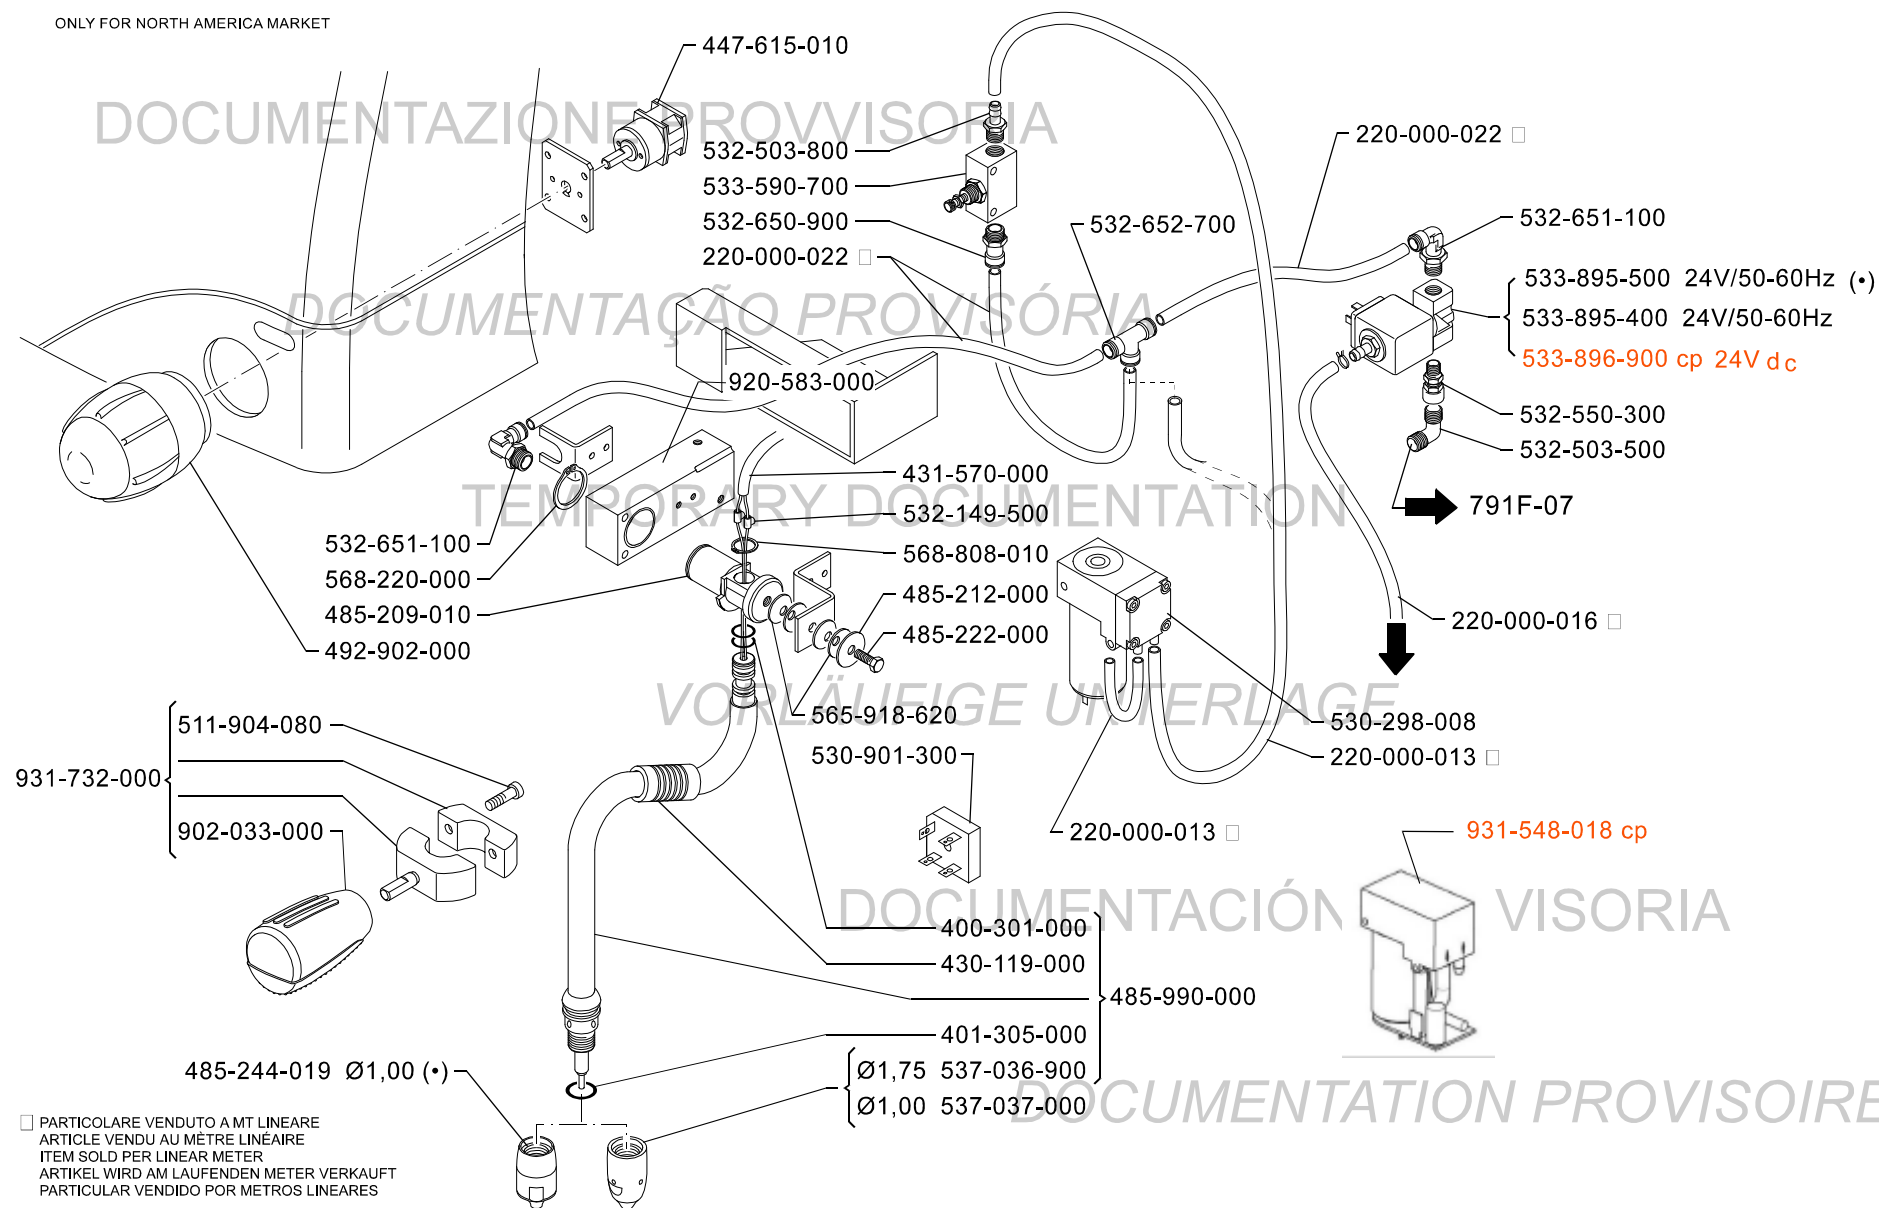 ONLY FOR NORTH AMERICA MARKET
447-615-010
DOCUMENTAZIONE PROVVISORIA
532-503-800
533-590-700
532-650-900
220-000-022 □
532-652-700
220-000-022 □
532-651-100
533-895-500 24V/50-60Hz (•)
533-895-400 24V/50-60Hz
533-896-900 cp 24V dc
532-550-300
532-503-500
791F-07
DOCUMENTAÇÃO PROVISÓRIA
920-583-000
431-570-000
TEMPORARY DOCUMENTATION
532-149-500
568-808-010
485-212-000
485-222-000
532-651-100
568-220-000
485-209-010
492-902-000
220-000-016 □
VORLÄUFIGE UNTERLAGE
565-918-620
530-901-300
530-298-008
220-000-013 □
220-000-013 □
931-548-018 cp
511-904-080
931-732-000
902-033-000
DOCUMENTACIÓN VISORIA
400-301-000
430-119-000
485-990-000
401-305-000
Ø1,75 537-036-900
Ø1,00 537-037-000
485-244-019 Ø1,00 (•)
DOCUMENTATION PROVISOIRE
□ PARTICOLARE VENDUTO A MT LINEARE
ARTICLE VENDU AU MÈTRE LINÉAIRE
ITEM SOLD PER LINEAR METER
ARTIKEL WIRD AM LAUFENDEN METER VERKAUFT
PARTICULAR VENDIDO POR METROS LINEARES